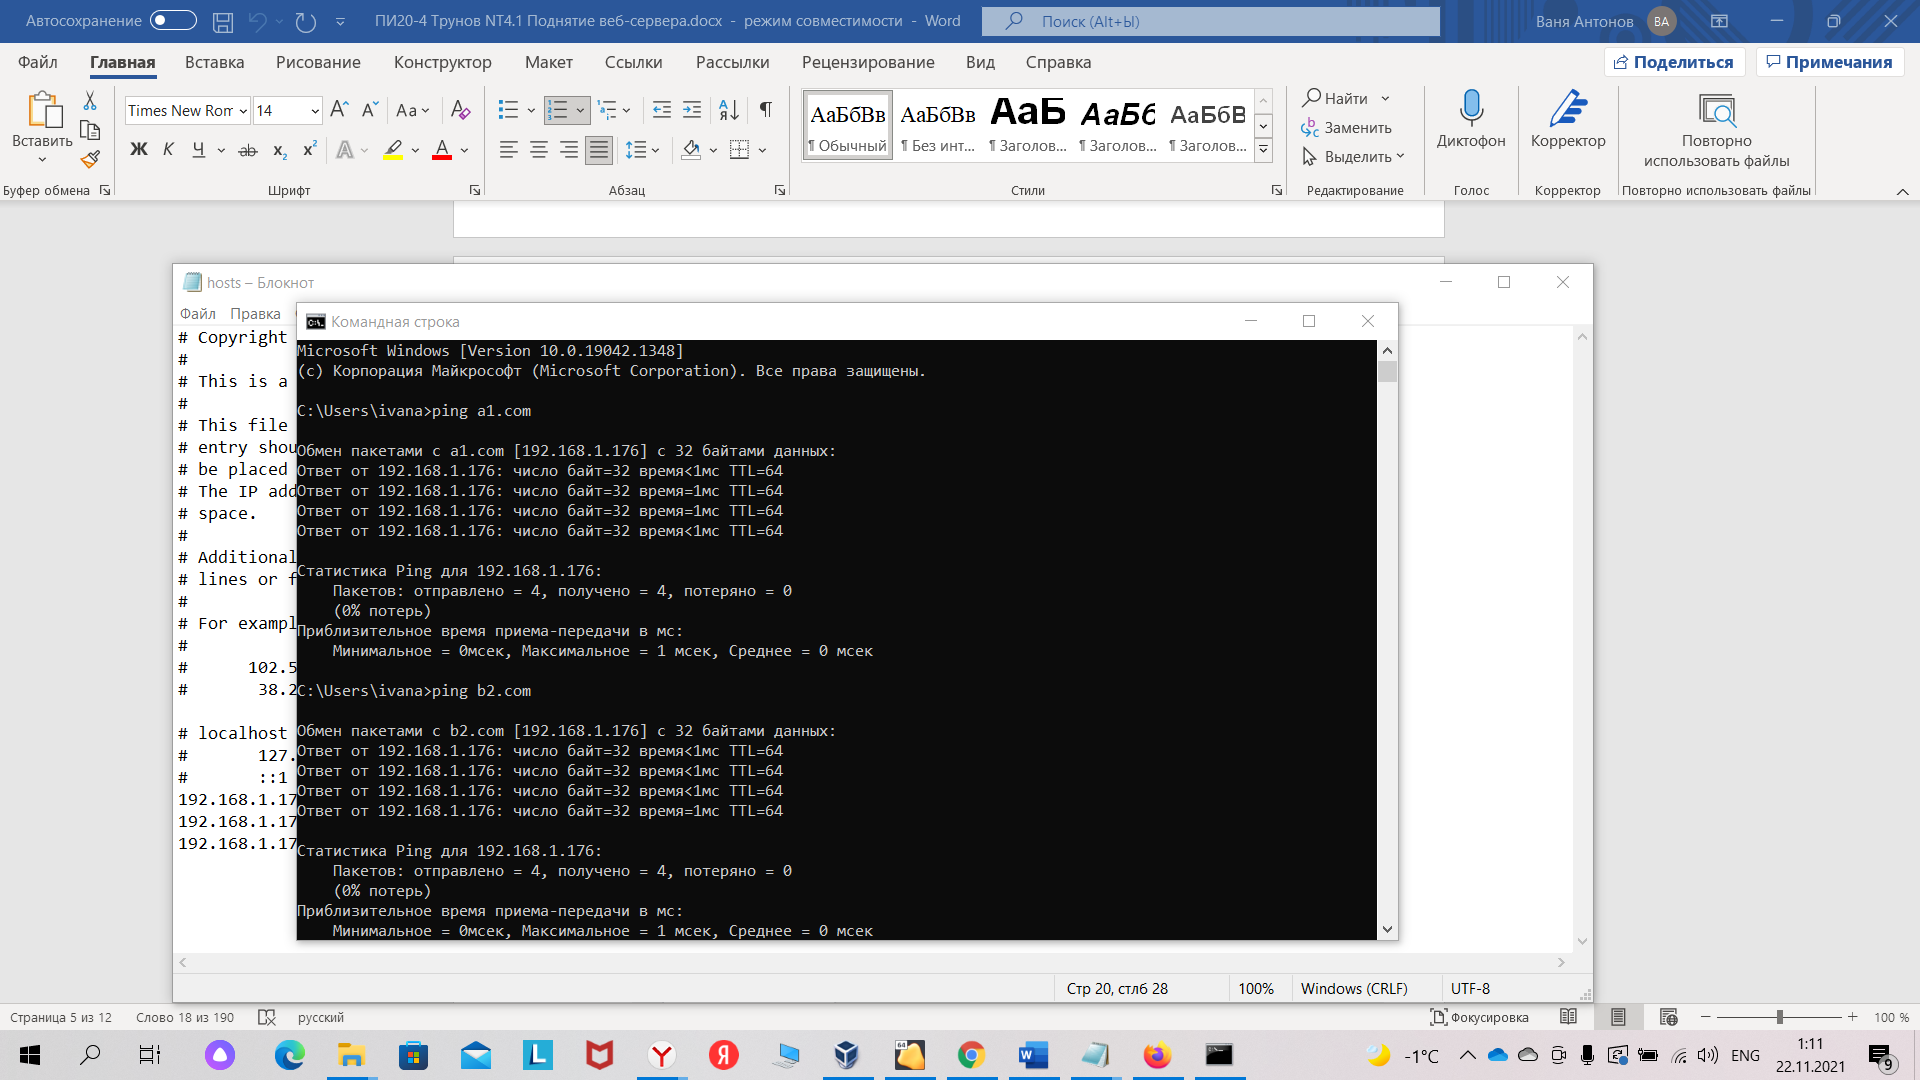 Автосохранение
ПИ20-4 Трунов NT4.1 Поднятие веб-сервера.docx - режим совместимости - Word
Поиск (Alt+Ы)
Ваня Антонов ВА
Файл Главная Вставка Рисование Конструктор Макет Ссылки Рассылки Рецензирование Вид Справка
Поделиться Примечания
Вставить
Буфер обмена
Times New Rom 14
Aa
Ж К Ч ab x₂ x² A A
Шрифт
Абзац
АаБбВв АаБбВв АаБ АаБб АаБбВ
¶ Обычный ¶ Без инт... ¶ Заголов... ¶ Заголов... ¶ Заголов...
Стили
Найти
Заменить
Выделить
Редактирование
Диктофон
Голос
Корректор
Корректор
Повторно
использовать файлы
Повторно использовать файлы
hosts – Блокнот
Файл Правка
# Copyright
#
# This is a
#
# This file
# entry shou
# be placed
# The IP add
# space.
#
# Additional
# lines or f
#
# For exampl
#
# 102.5
# 38.2
# localhost
# 127.
# ::1
192.168.1.17
192.168.1.17
192.168.1.17
Командная строка
Microsoft Windows [Version 10.0.19042.1348]
(c) Корпорация Майкрософт (Microsoft Corporation). Все права защищены.
C:\Users\ivana>ping a1.com
Обмен пакетами с a1.com [192.168.1.176] с 32 байтами данных:
Ответ от 192.168.1.176: число байт=32 время<1мс TTL=64
Ответ от 192.168.1.176: число байт=32 время=1мс TTL=64
Ответ от 192.168.1.176: число байт=32 время=1мс TTL=64
Ответ от 192.168.1.176: число байт=32 время<1мс TTL=64
Статистика Ping для 192.168.1.176:
Пакетов: отправлено = 4, получено = 4, потеряно = 0
(0% потерь)
Приблизительное время приема-передачи в мс:
Минимальное = 0мсек, Максимальное = 1 мсек, Среднее = 0 мсек
C:\Users\ivana>ping b2.com
Обмен пакетами с b2.com [192.168.1.176] с 32 байтами данных:
Ответ от 192.168.1.176: число байт=32 время<1мс TTL=64
Ответ от 192.168.1.176: число байт=32 время<1мс TTL=64
Ответ от 192.168.1.176: число байт=32 время<1мс TTL=64
Ответ от 192.168.1.176: число байт=32 время=1мс TTL=64
Статистика Ping для 192.168.1.176:
Пакетов: отправлено = 4, получено = 4, потеряно = 0
(0% потерь)
Приблизительное время приема-передачи в мс:
Минимальное = 0мсек, Максимальное = 1 мсек, Среднее = 0 мсек
Стр 20, стлб 28 100% Windows (CRLF) UTF-8
Страница 5 из 12 Слово 18 из 190 русский
Фокусировка
100 %
-1°C
ENG
1:11
22.11.2021
9